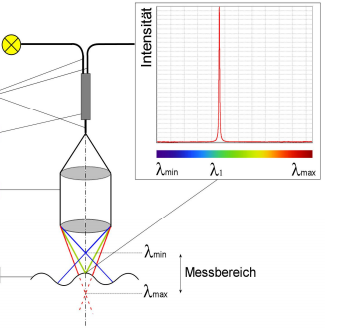 Intensität
λmin λ1 λmax
λmin
Messbereich
λmax